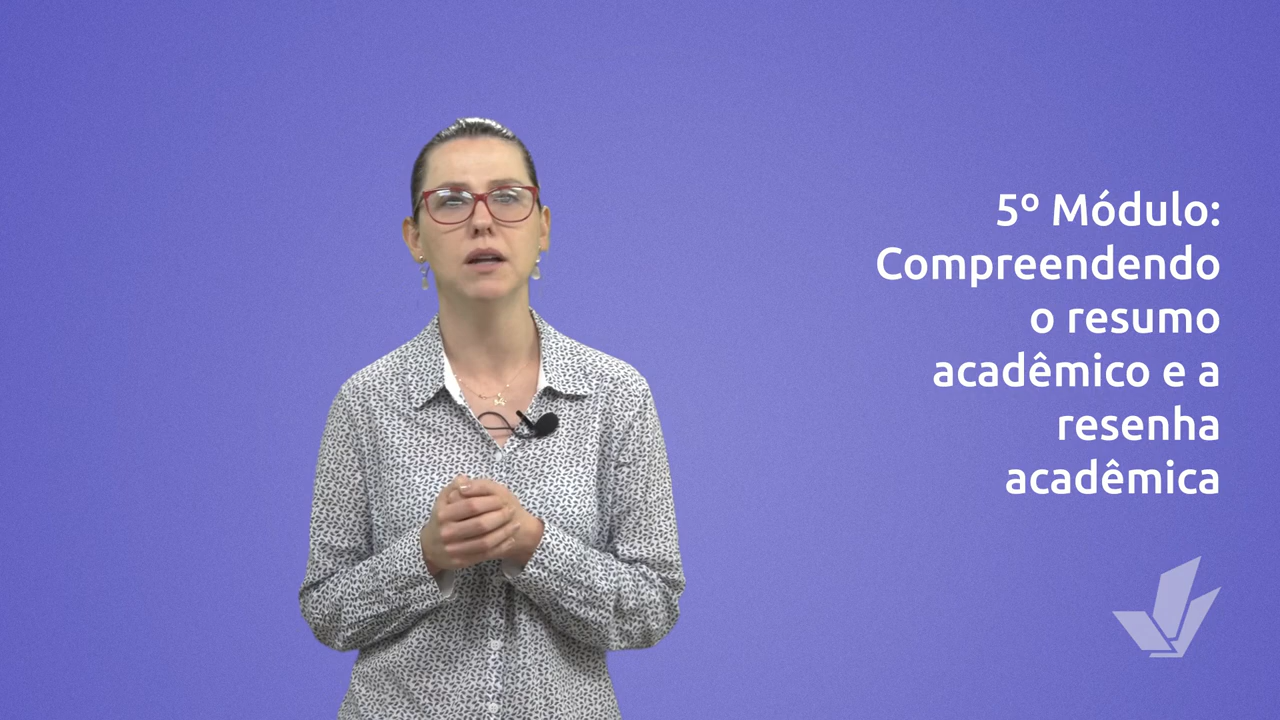 5º Módulo:
Compreendendo
o resumo
acadêmico e a
resenha
acadêmica